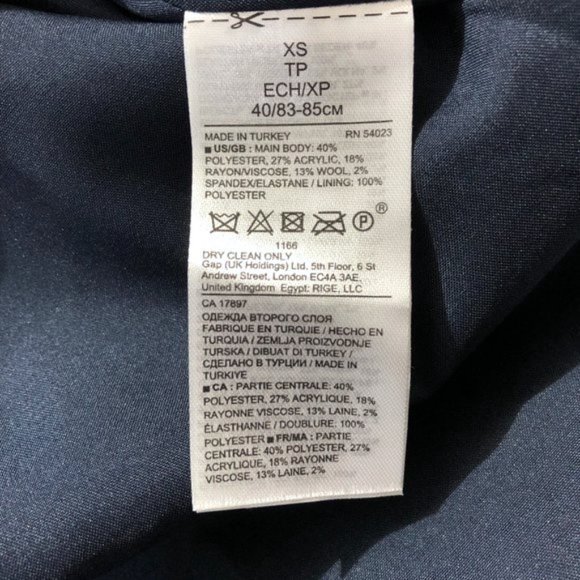 XS
TP
ECH/XP
40/83-85CM
MADE IN TURKEY RN 54023
■ US/GB : MAIN BODY: 40%
POLYESTER, 27% ACRYLIC, 18%
RAYON/VISCOSE, 13% WOOL, 2%
SPANDEX/ELASTANE / LINING: 100%
POLYESTER
P ®
1166
DRY CLEAN ONLY
Gap (UK Holdings) Ltd. 5th Floor, 6 St
Andrew Street, London EC4A 3AE,
United Kingdom Egypt: RIGE, LLC
CA 17897
ОДЕЖДА ВТОРОГО СЛОЯ
FABRIQUE EN TURQUIE / HECHO EN
TURQUIA / ZEMLJA PROIZVODNJE
TURSKA / DIBUAT DI TURKEY /
СДЕЛАНО В ТУРЦИИ / MADE IN
TURKIYE
■ CA : PARTIE CENTRALE: 40%
POLYESTER, 27% ACRYLIQUE, 18%
RAYONNE VISCOSE, 13% LAINE, 2%
ÉLASTHANNE / DOUBLURE: 100%
POLYESTER ■ FR/MA : PARTIE
CENTRALE: 40% POLYESTER, 27%
ACRYLIQUE, 18% RAYONNE
VISCOSE, 13% LAINE, 2%